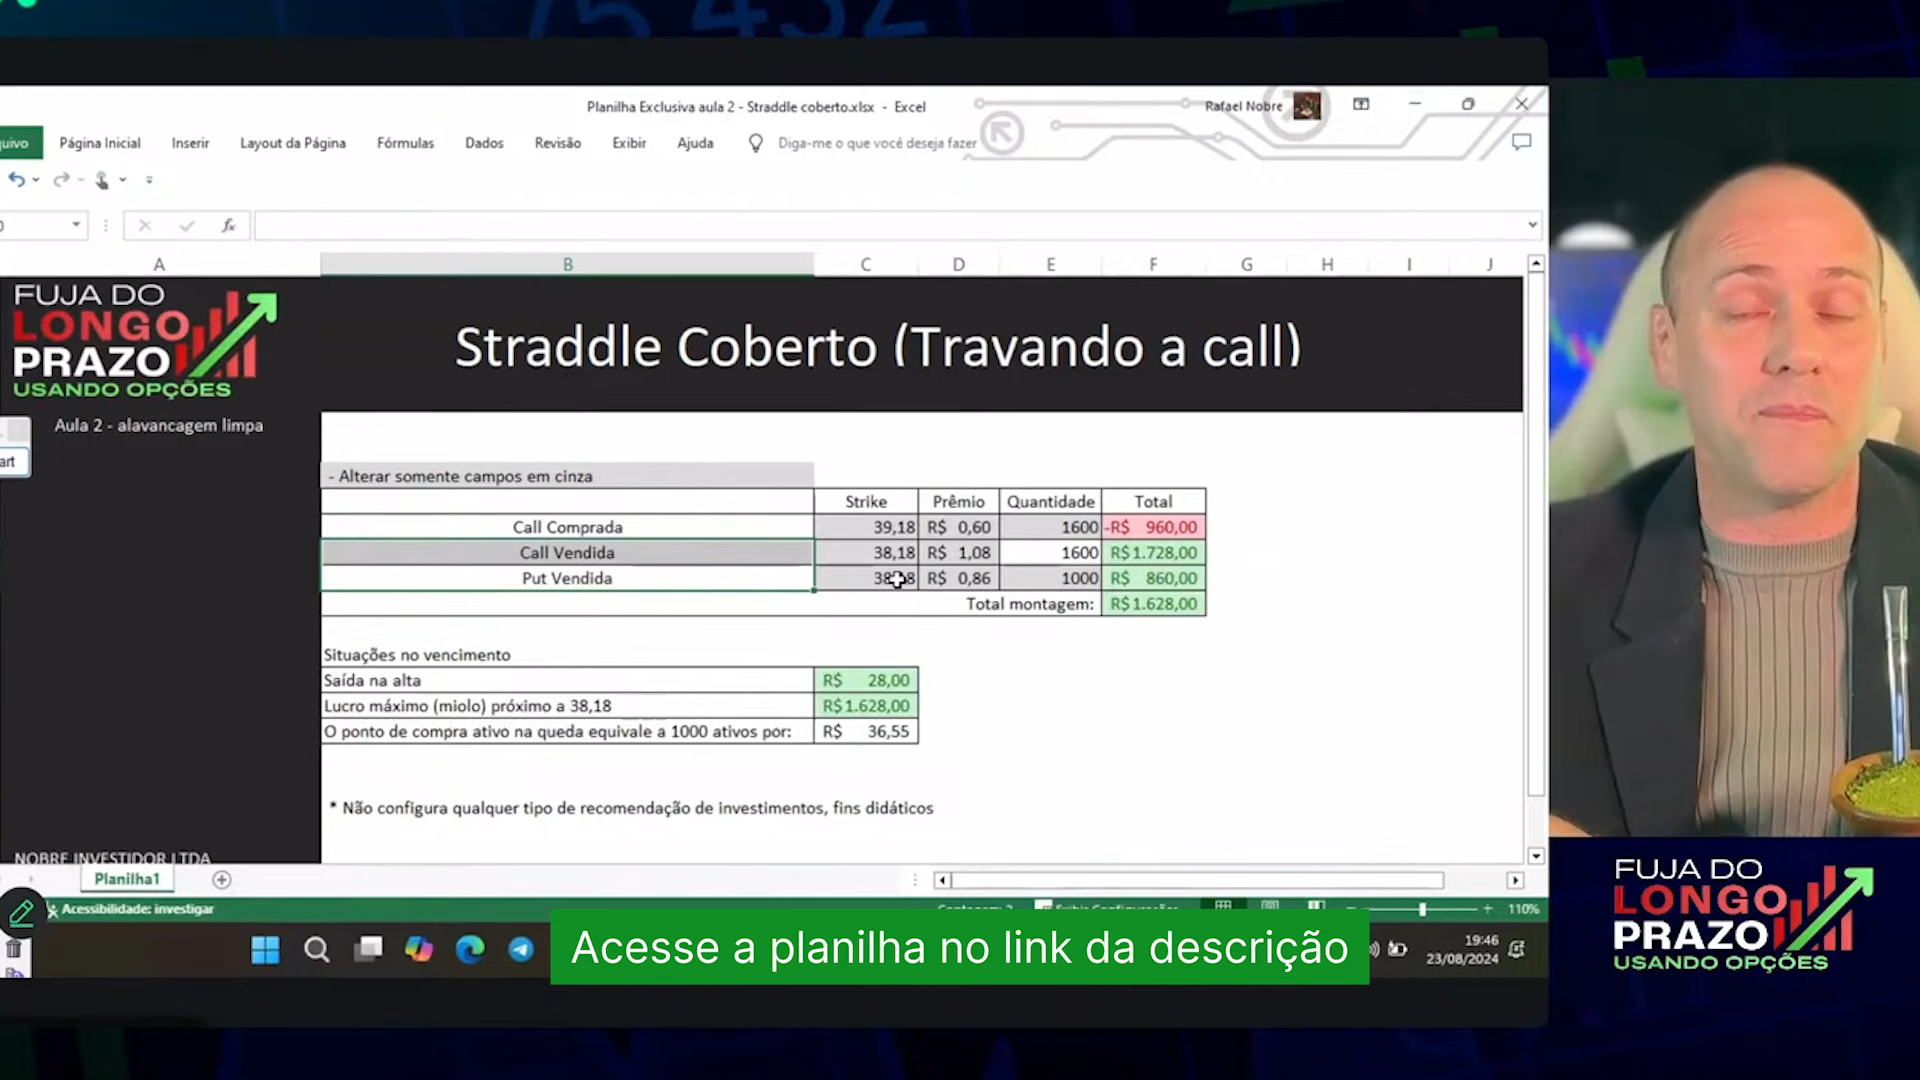 75,432
Planilha Exclusiva aula 2 - Straddle coberto.xlsx - Excel
Rafael Nobre
quivo Página Inicial Inserir Layout da Página Fórmulas Dados Revisão Exibir Ajuda Diga-me o que você deseja fazer
fx
A B C D E F G H I J
FUJA DO
LONGO
PRAZO
USANDO OPÇÕES
Straddle Coberto (Travando a call)
Aula 2 - alavancagem limpa
art
- Alterar somente campos em cinza
Strike Prêmio Quantidade Total
Call Comprada 39,18 R$ 0,60 1600 -R$ 960,00
Call Vendida 38,18 R$ 1,08 1600 R$1.728,00
Put Vendida 38,18 R$ 0,86 1000 R$ 860,00
Total montagem: R$1.628,00
Situações no vencimento
Saída na alta R$ 28,00
Lucro máximo (miolo) próximo a 38,18 R$1.628,00
O ponto de compra ativo na queda equivale a 1000 ativos por: R$ 36,55
* Não configura qualquer tipo de recomendação de investimentos, fins didáticos
NOBRE INVESTIDOR LTDA
Planilha1
Acessibilidade: investigar
110%
Acesse a planilha no link da descrição
19:46
23/08/2024
FUJA DO
LONGO
PRAZO
USANDO OPÇÕES